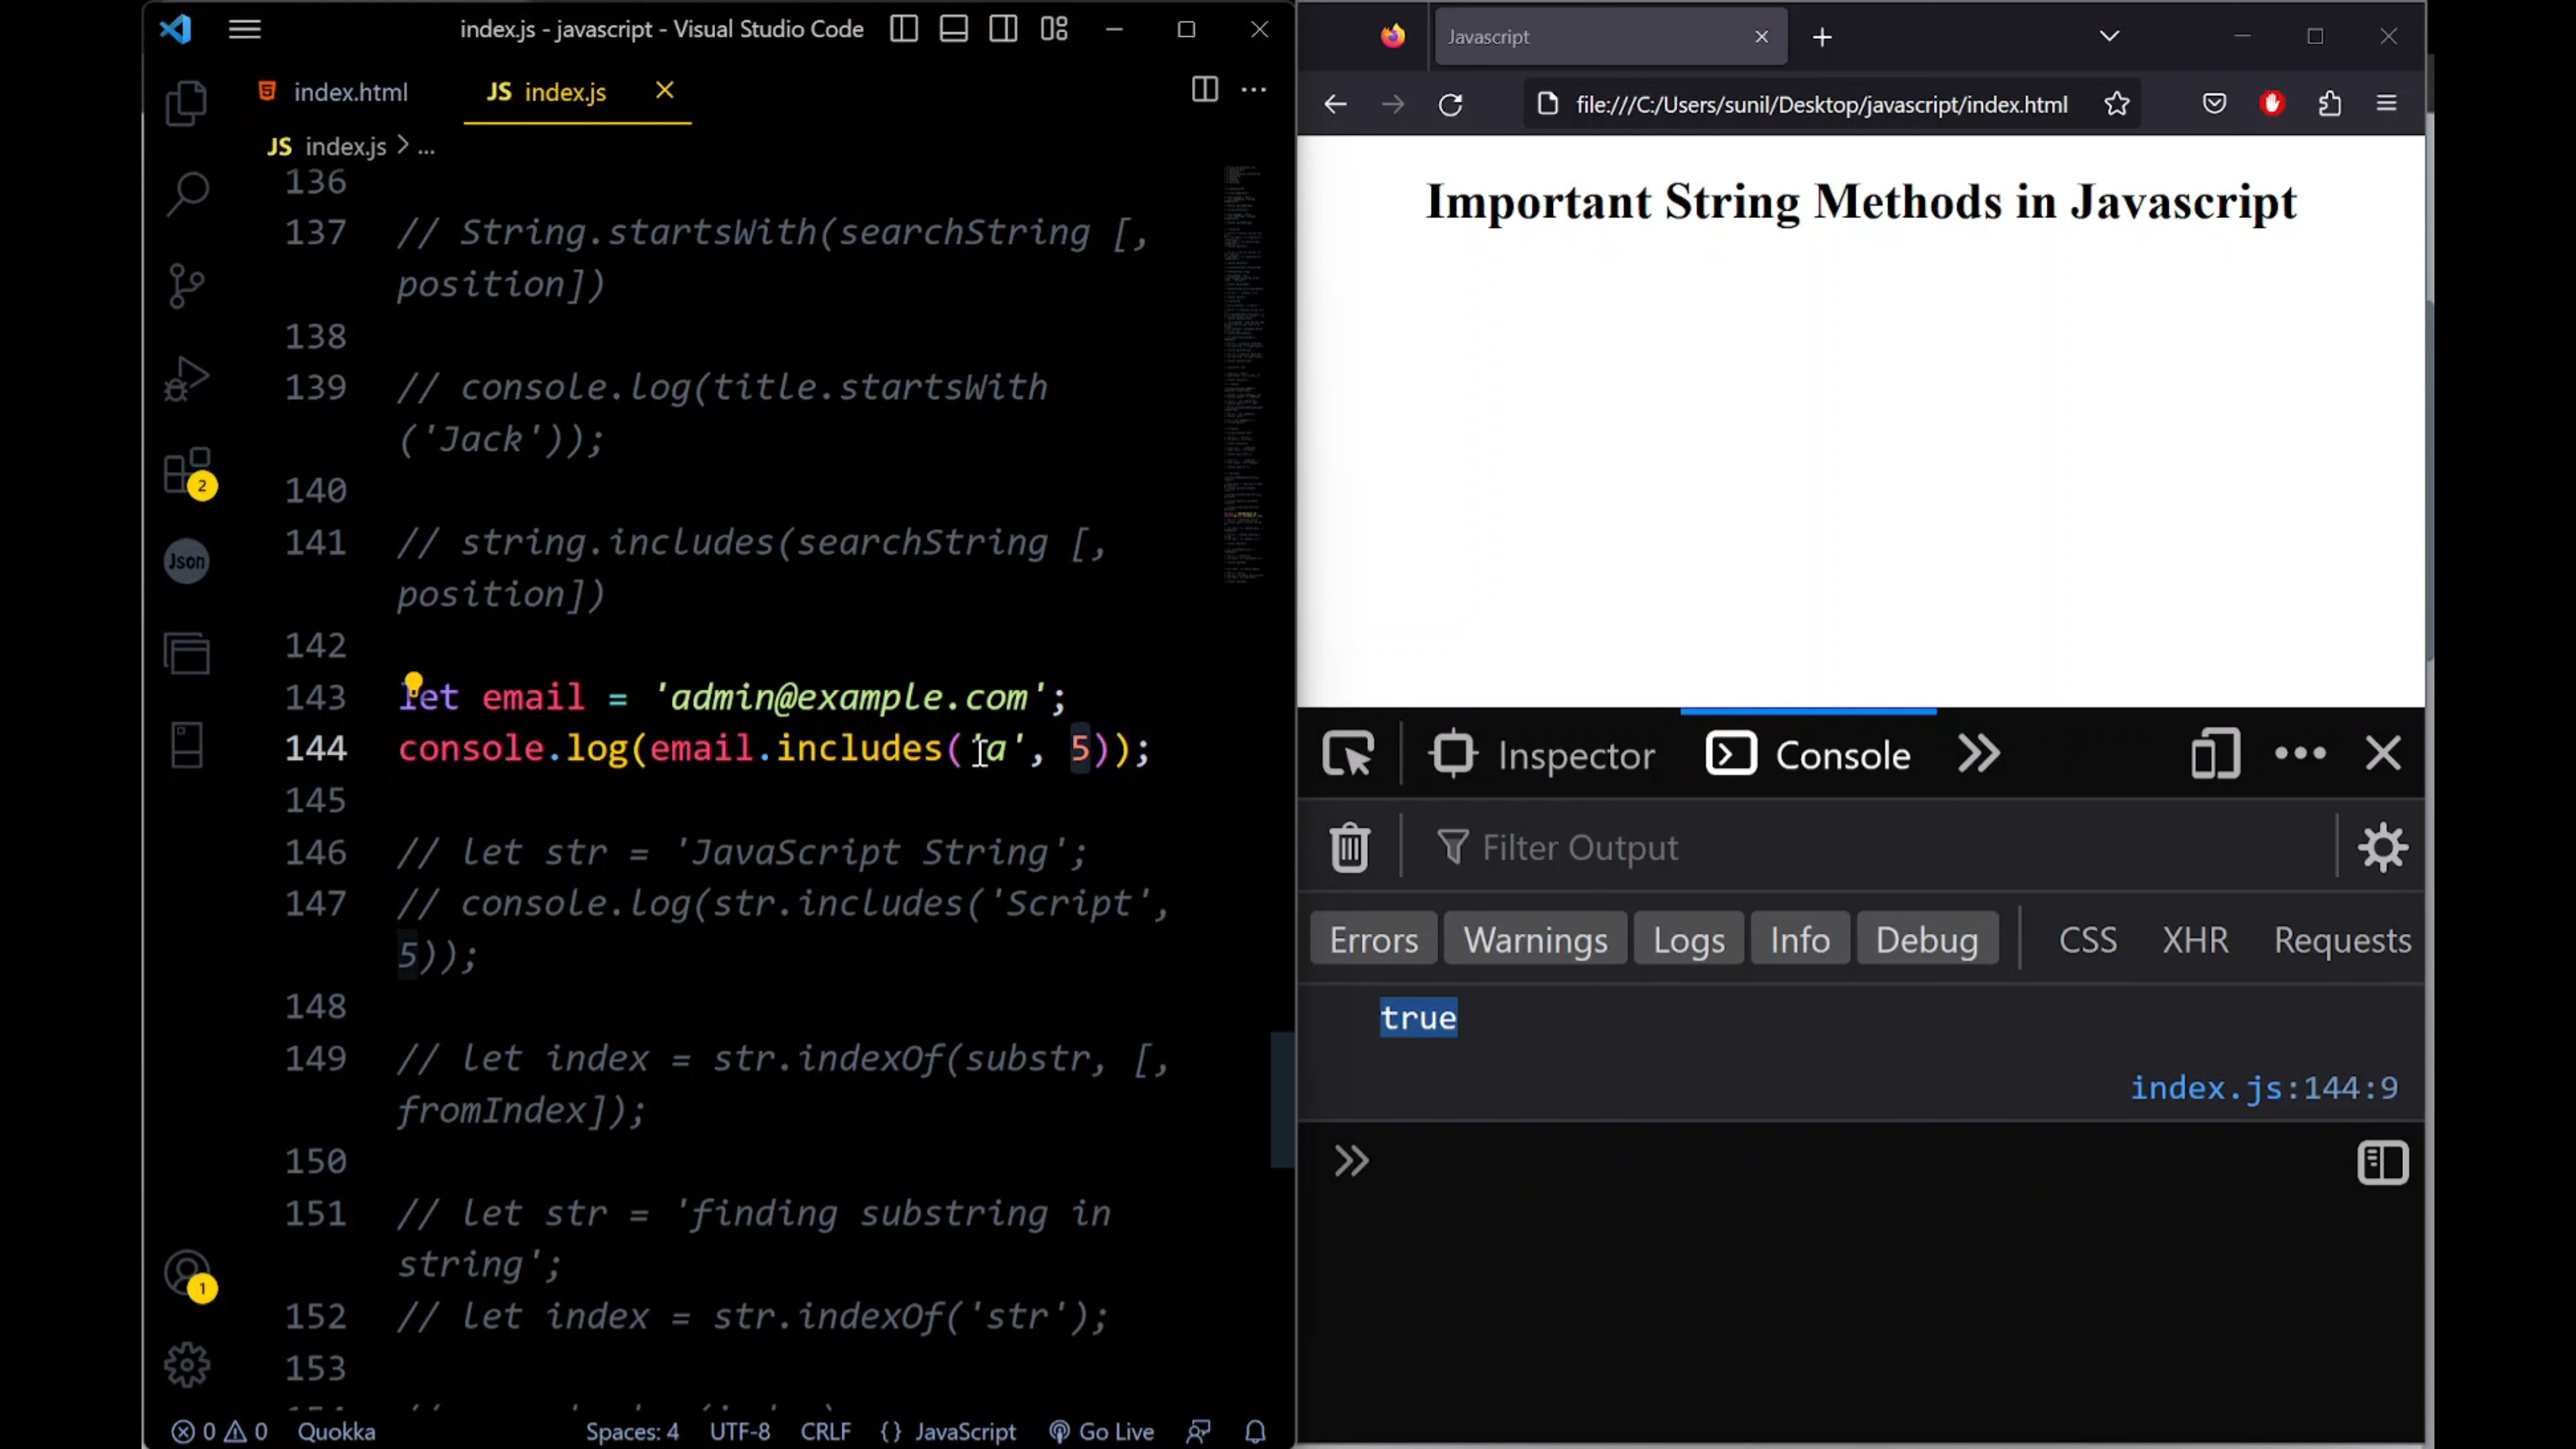 index.js - javascript - Visual Studio Code
index.html
JS index.js
JS index.js > ...
136
137 // String.startsWith(searchString [,
position])
138
139 // console.log(title.startsWith
('Jack'));
140
141 // string.includes(searchString [,
position])
142
143 let email = 'admin@example.com';
144 console.log(email.includes('a', 5));
145
146 // let str = 'JavaScript String';
147 // console.log(str.includes('Script',
5));
148
149 // let index = str.indexOf(substr, [,
fromIndex]);
150
151 // let str = 'finding substring in
string';
152 // let index = str.indexOf('str');
153
2
Json
1
0 0 Quokka Spaces: 4 UTF-8 CRLF {} JavaScript Go Live
Javascript
file:///C:/Users/sunil/Desktop/javascript/index.html
Important String Methods in Javascript
Inspector Console
Filter Output
Errors Warnings Logs Info Debug CSS XHR Requests
true
index.js:144:9